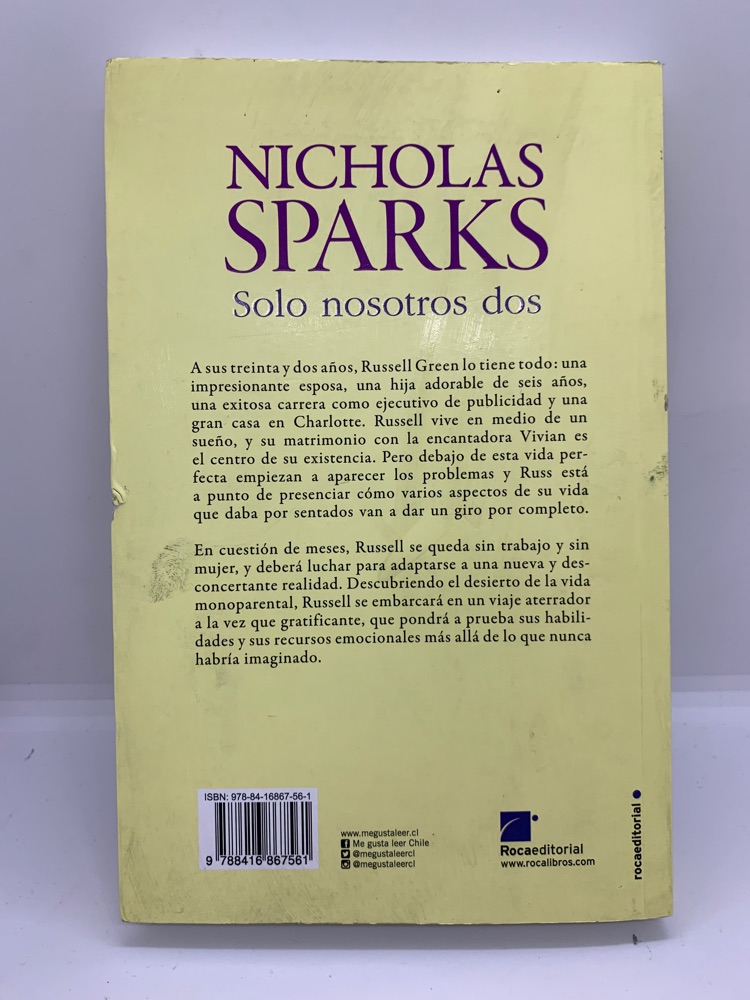 NICHOLAS
SPARKS
Solo nosotros dos
A sus treinta y dos años, Russell Green lo tiene todo: una
impresionante esposa, una hija adorable de seis años,
una exitosa carrera como ejecutivo de publicidad y una
gran casa en Charlotte. Russell vive en medio de un
sueño, y su matrimonio con la encantadora Vivian es
el centro de su existencia. Pero debajo de esta vida per-
fecta empiezan a aparecer los problemas y Russ está
a punto de presenciar cómo varios aspectos de su vida
que daba por sentados van a dar un giro por completo.
En cuestión de meses, Russell se queda sin trabajo y sin
mujer, y deberá luchar para adaptarse a una nueva y des-
concertante realidad. Descubriendo el desierto de la vida
monoparental, Russell se embarcará en un viaje aterrador
a la vez que gratificante, que pondrá a prueba sus habili-
dades y sus recursos emocionales más allá de lo que nunca
habría imaginado.
ISBN: 978-84-16867-56-1
9 788416 867561
www.megustaleer.cl
Me gusta leer Chile
@megustaleercl
@megustaleercl
Rocaeditorial
www.rocalibros.com
rocaeditorial